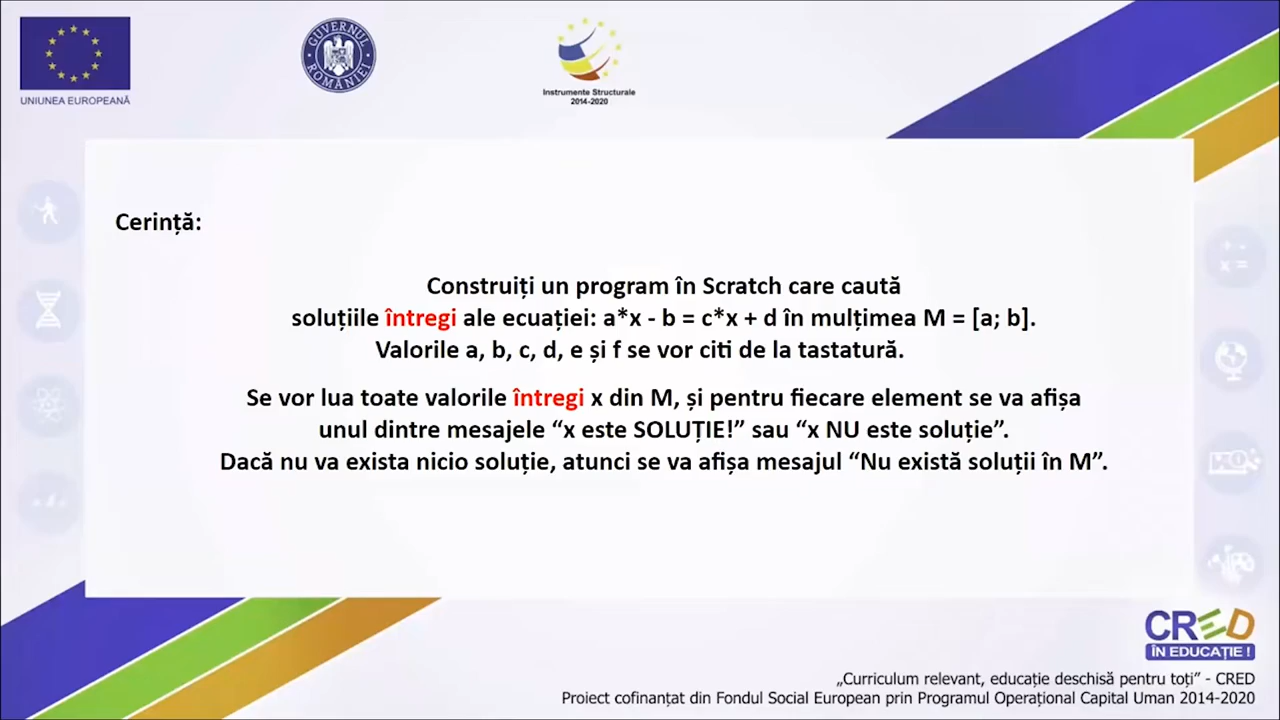 UNIUNEA EUROPEANĂ
GUVERNUL ROMÂNIEI
Instrumente Structurale
2014-2020
Cerință:
Construiți un program în Scratch care caută
soluțiile întregi ale ecuației: a*x - b = c*x + d în mulțimea M = [a; b].
Valorile a, b, c, d, e și f se vor citi de la tastatură.
Se vor lua toate valorile întregi x din M, și pentru fiecare element se va afișa
unul dintre mesajele “x este SOLUȚIE!” sau “x NU este soluție”.
Dacă nu va exista nicio soluție, atunci se va afișa mesajul “Nu există soluții în M”.
CRED
ÎN EDUCAȚIE !
„Curriculum relevant, educație deschisă pentru toți” - CRED
Proiect cofinanțat din Fondul Social European prin Programul Operațional Capital Uman 2014-2020